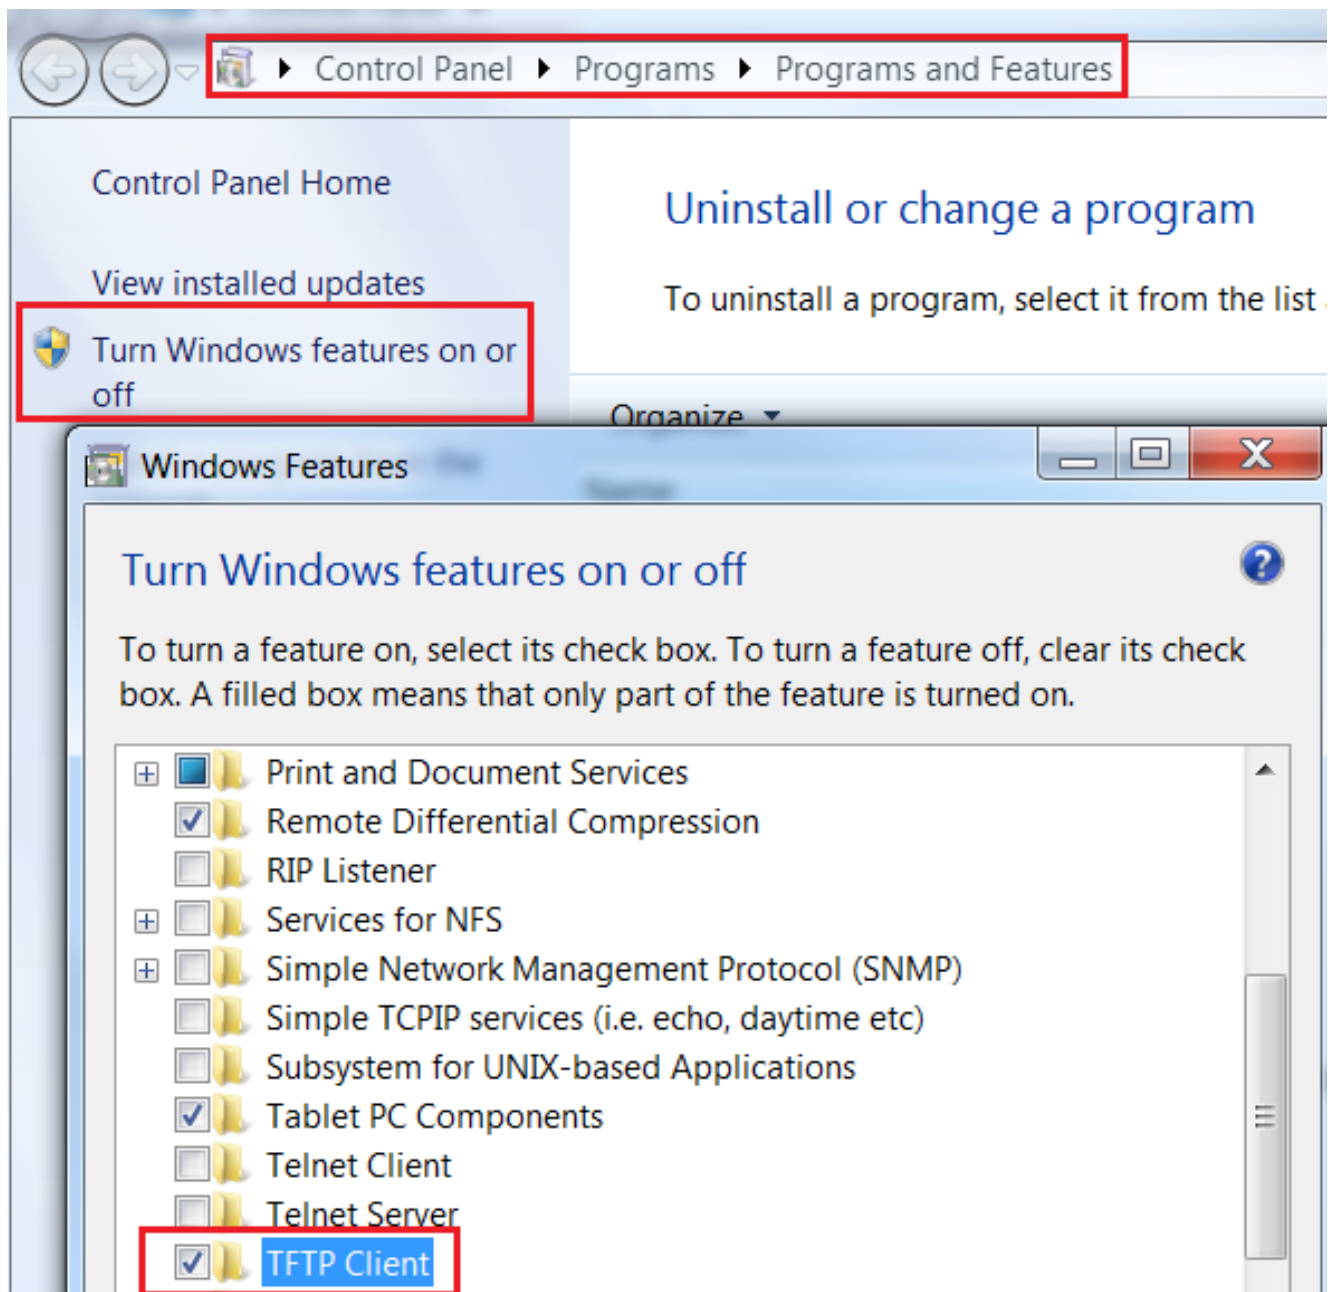 Control Panel Programs Programs and Features
Control Panel Home
View installed updates
Turn Windows features on or
off
Uninstall or change a program
To uninstall a program, select it from the list
Organize
Name
Windows Features
Turn Windows features on or off
To turn a feature on, select its check box. To turn a feature off, clear its check
box. A filled box means that only part of the feature is turned on.
Print and Document Services
Remote Differential Compression
RIP Listener
Services for NFS
Simple Network Management Protocol (SNMP)
Simple TCPIP services (i.e. echo, daytime etc)
Subsystem for UNIX-based Applications
Tablet PC Components
Telnet Client
Telnet Server
TFTP Client